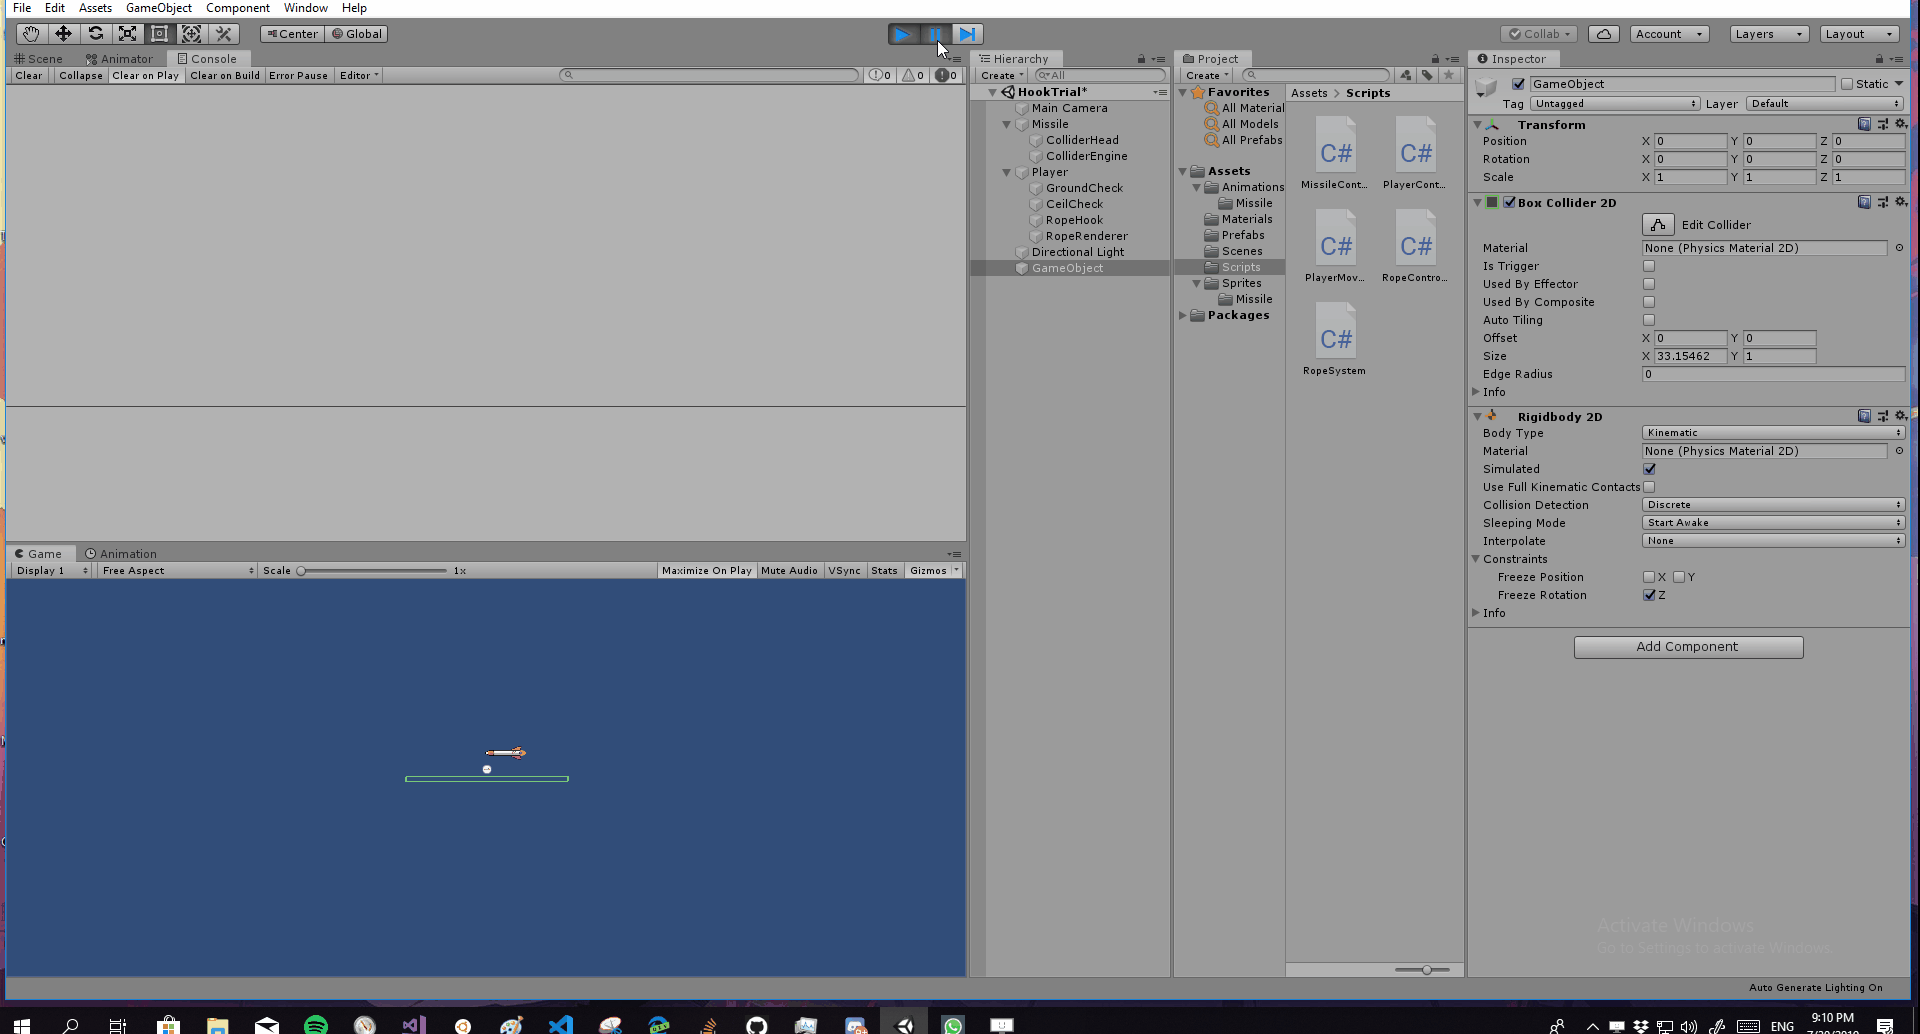 File Edit Assets GameObject Component Window Help
Center Global
Collab Account Layers Layout
Scene Animator Console
Clear Collapse Clear on Play Clear on Build Error Pause Editor 0 0 0
Game Animation
Display 1 Free Aspect Scale 1x Maximize On Play Mute Audio VSync Stats Gizmos
Hierarchy
Create All
HookTrial*
Main Camera
Missile
ColliderHead
ColliderEngine
Player
GroundCheck
CeilCheck
RopeHook
RopeRenderer
Directional Light
GameObject
Project
Create
Favorites
All Material
All Models
All Prefabs
Assets
Animations
Missile
Materials
Prefabs
Scenes
Scripts
Sprites
Missile
Packages
Assets > Scripts
C# C#
MissileCont... PlayerCont...
C# C#
PlayerMov... RopeContro...
C#
RopeSystem
Inspector
GameObject Static
Tag Untagged Layer Default
Transform
Position X 0 Y 0 Z 0
Rotation X 0 Y 0 Z 0
Scale X 1 Y 1 Z 1
Box Collider 2D
Edit Collider
Material None (Physics Material 2D)
Is Trigger
Used By Effector
Used By Composite
Auto Tiling
Offset X 0 Y 0
Size X 33.15462 Y 1
Edge Radius 0
Info
Rigidbody 2D
Body Type Kinematic
Material None (Physics Material 2D)
Simulated
Use Full Kinematic Contacts
Collision Detection Discrete
Sleeping Mode Start Awake
Interpolate None
Constraints
Freeze Position X Y
Freeze Rotation Z
Info
Add Component
Activate Windows
Go to Settings to activate Windows.
Auto Generate Lighting On
ENG 9:10 PM